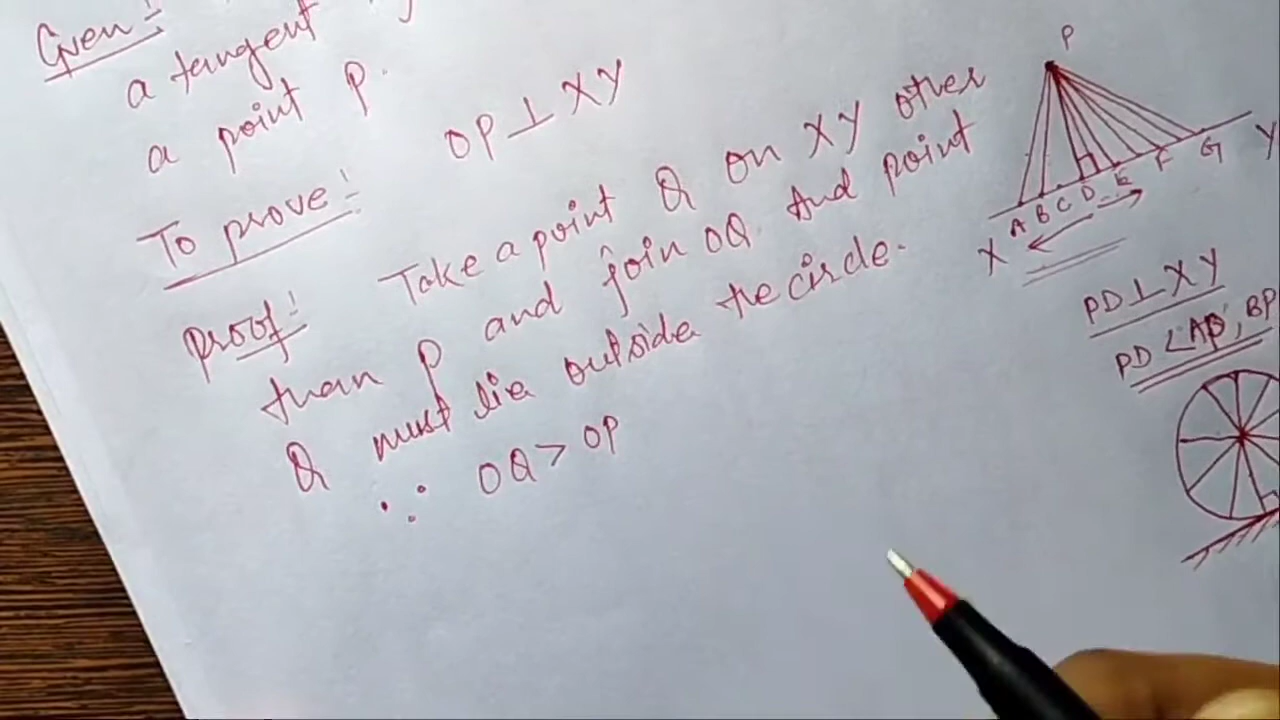 Given:
a tangent
a point P.
To prove: OP ⊥ XY
Proof: Take a point Q on XY other
than P and join OQ. And point
Q must lie outside the circle.
∵ OQ > OP
P
A B C D E F G
X
Y
PD ⊥ XY
PD < AP, BP